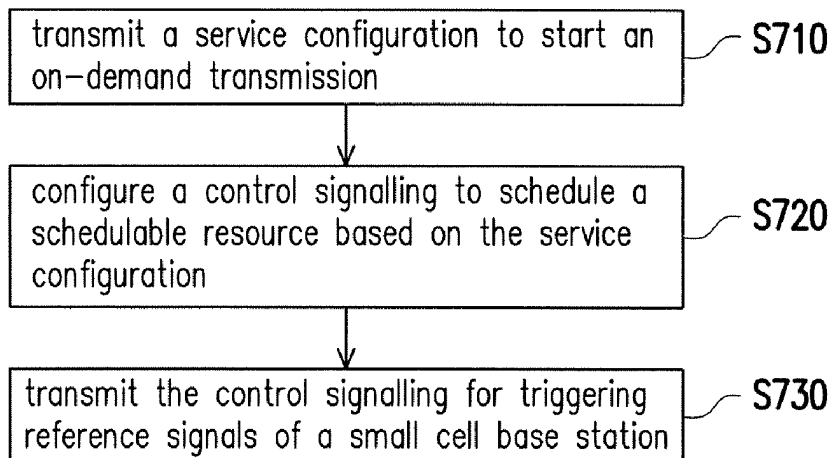 transmit a service configuration to start an
on-demand transmission
S710
configure a control signalling to schedule a
schedulable resource based on the service
configuration
S720
transmit the control signalling for triggering
reference signals of a small cell base station
S730